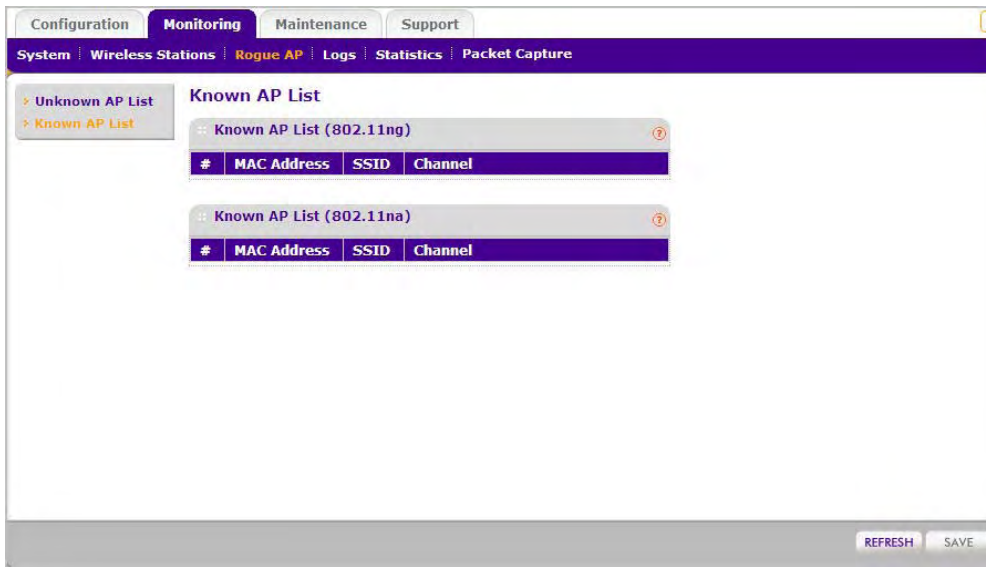 Configuration Monitoring Maintenance Support
System Wireless Stations Rogue AP Logs Statistics Packet Capture
Unknown AP List
Known AP List
Known AP List
Known AP List (802.11ng)
# MAC Address SSID Channel
Known AP List (802.11na)
# MAC Address SSID Channel
REFRESH SAVE